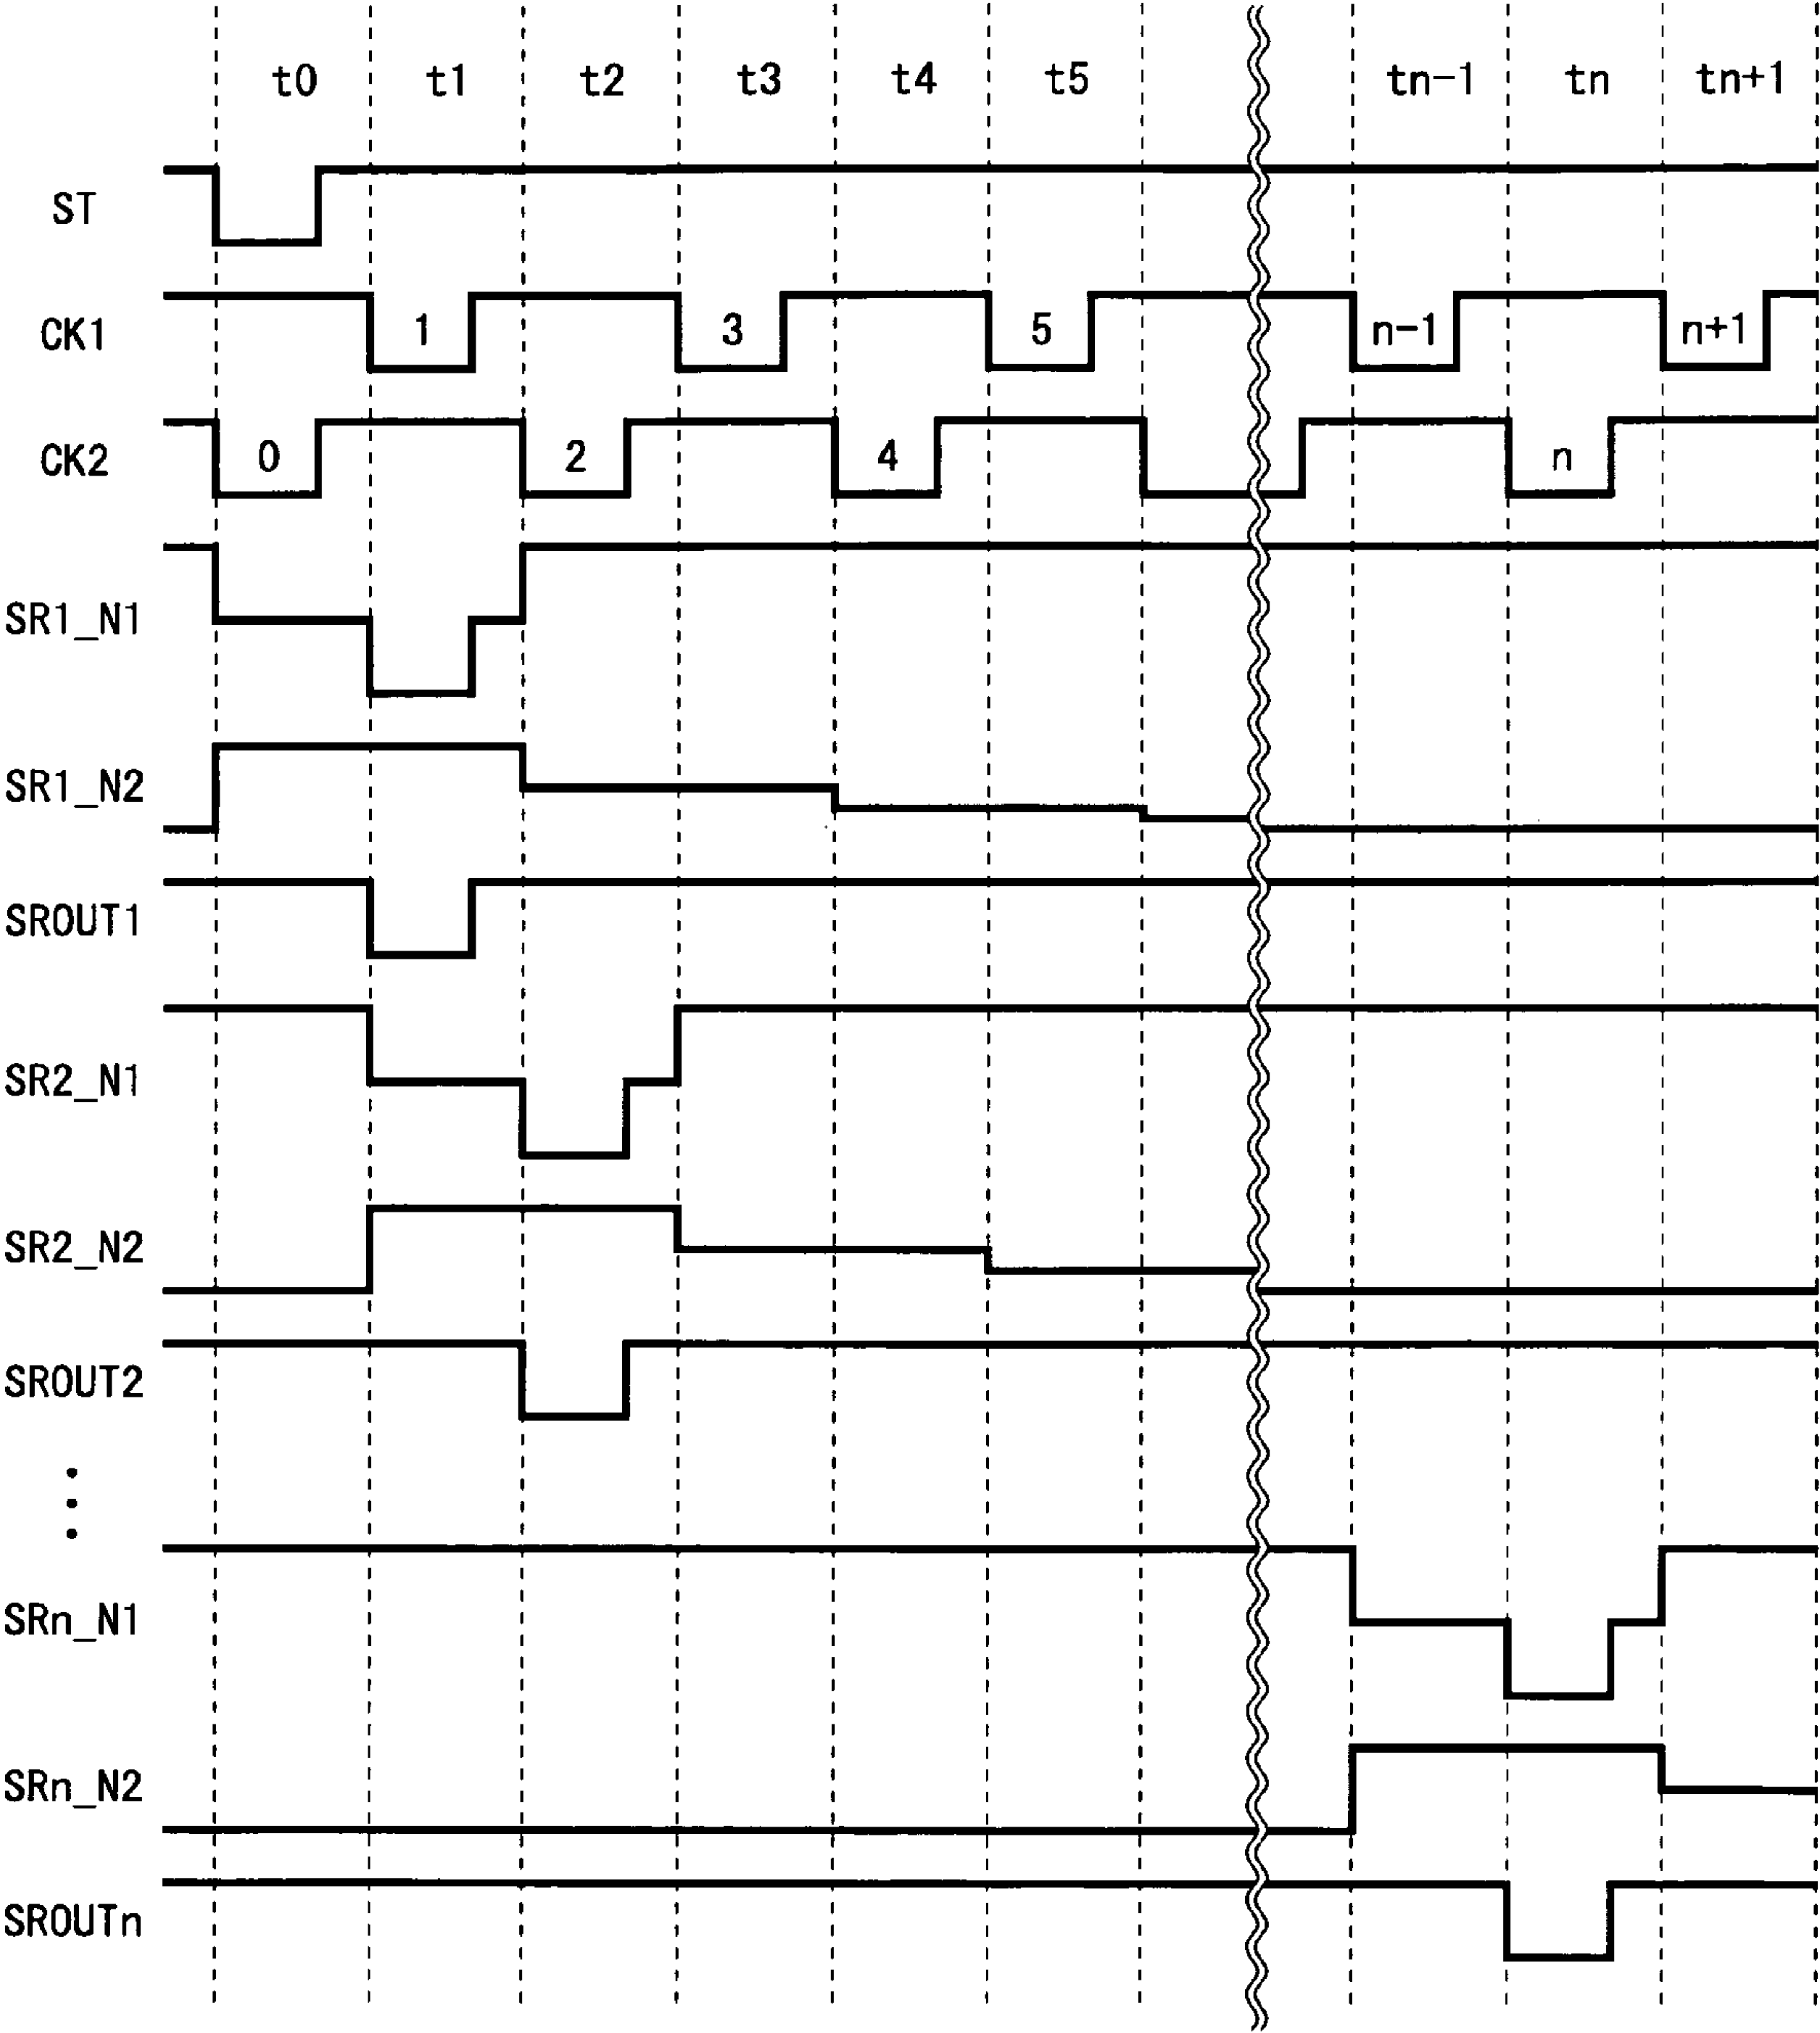 t0 t1 t2 t3 t4 t5 tn-1 tn tn+1
ST
CK1 1 3 5 n-1 n+1
CK2 0 2 4 n
SR1_N1
SR1_N2
SROUT1
SR2_N1
SR2_N2
SROUT2
SRn_N1
SRn_N2
SROUTn